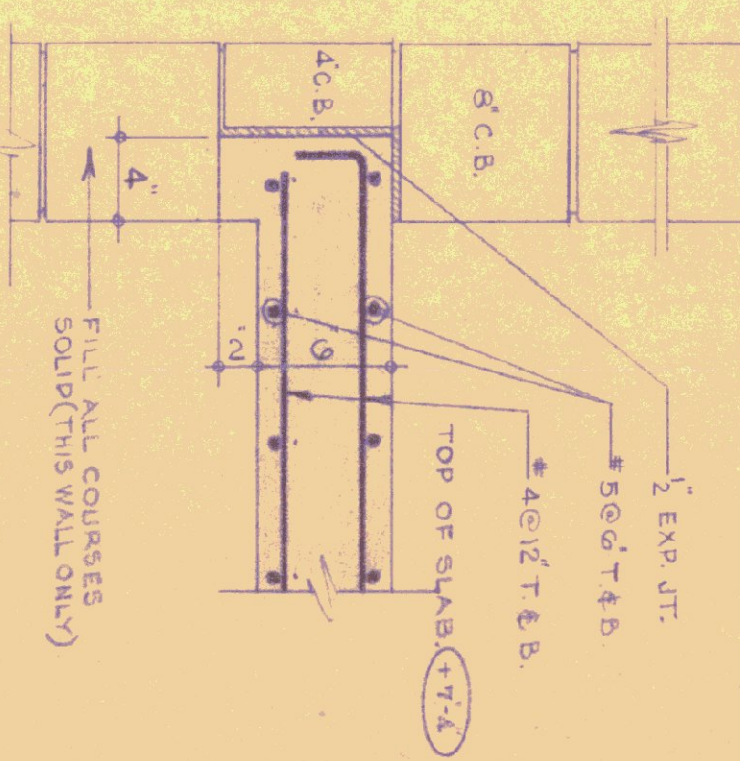 ½" EXP. JT.
#5@6" T.&B.
#4@12" T.&B.
TOP OF SLAB. +7'-4"
8" C.B.
4" C.B.
6"
2"
4"
FILL ALL COURSES
SOLID (THIS WALL ONLY)